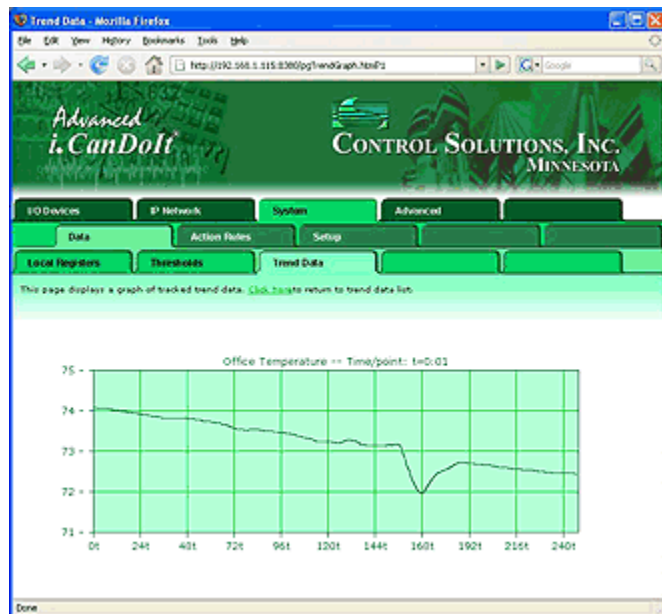 Trend Data - Mozilla Firefox
File Edit View History Bookmarks Tools Help
http://192.168.1.115:8080/pgTrendGraph.html?1
Google
Advanced
i.CanDoIt
CONTROL SOLUTIONS, INC.
MINNESOTA
I/O Devices IP Network System Advanced
Data Action Rules Setup
Local Registers Thresholds Trend Data
This page displays a graph of tracked trend data. Click here to return to trend data list.
Office Temperature -- Time/point: t=0:01
75
74
73
72
71
0t 24t 48t 72t 96t 120t 144t 168t 192t 216t 240t
Done